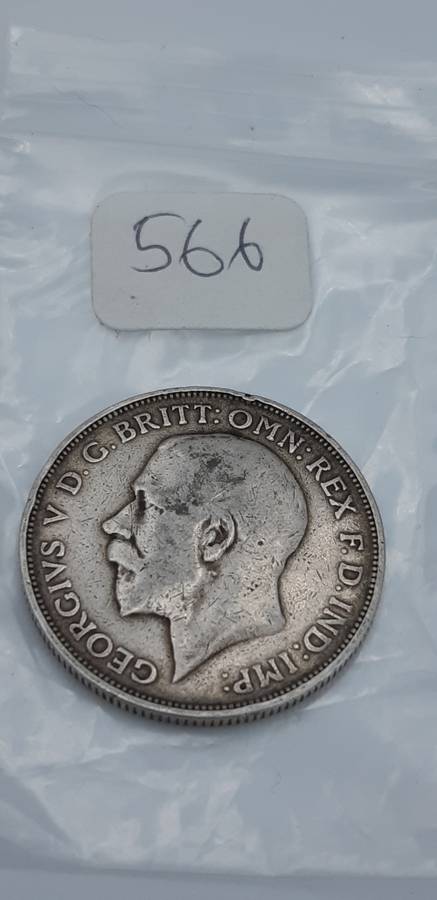 566
GEORGIVS V D.G.BRITT:OMN:REX F.D.IND:IMP: